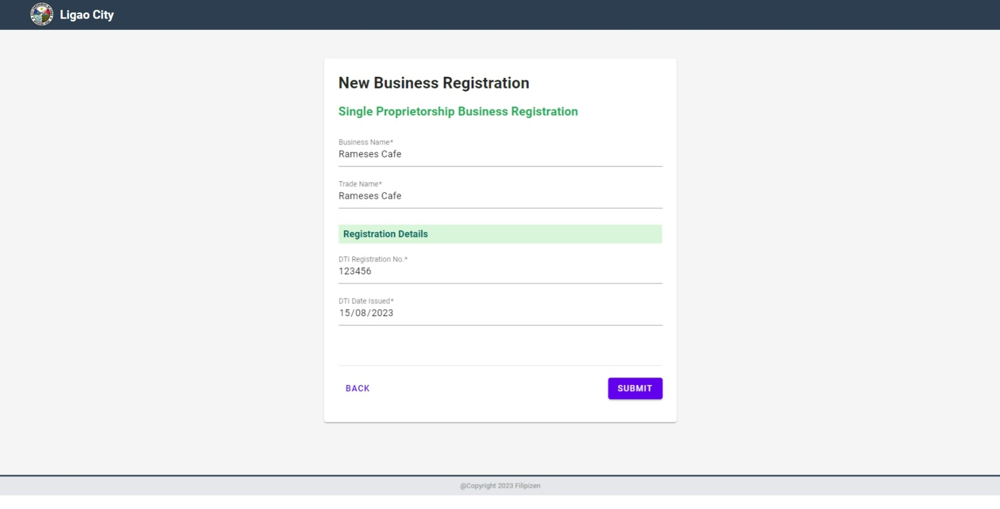 Ligao City
New Business Registration
Single Proprietorship Business Registration
Business Name*
Rameses Cafe
Trade Name*
Rameses Cafe
Registration Details
DTI Registration No.*
123456
DTI Date Issued*
15/08/2023
BACK
SUBMIT
@Copyright 2023 Filipizen